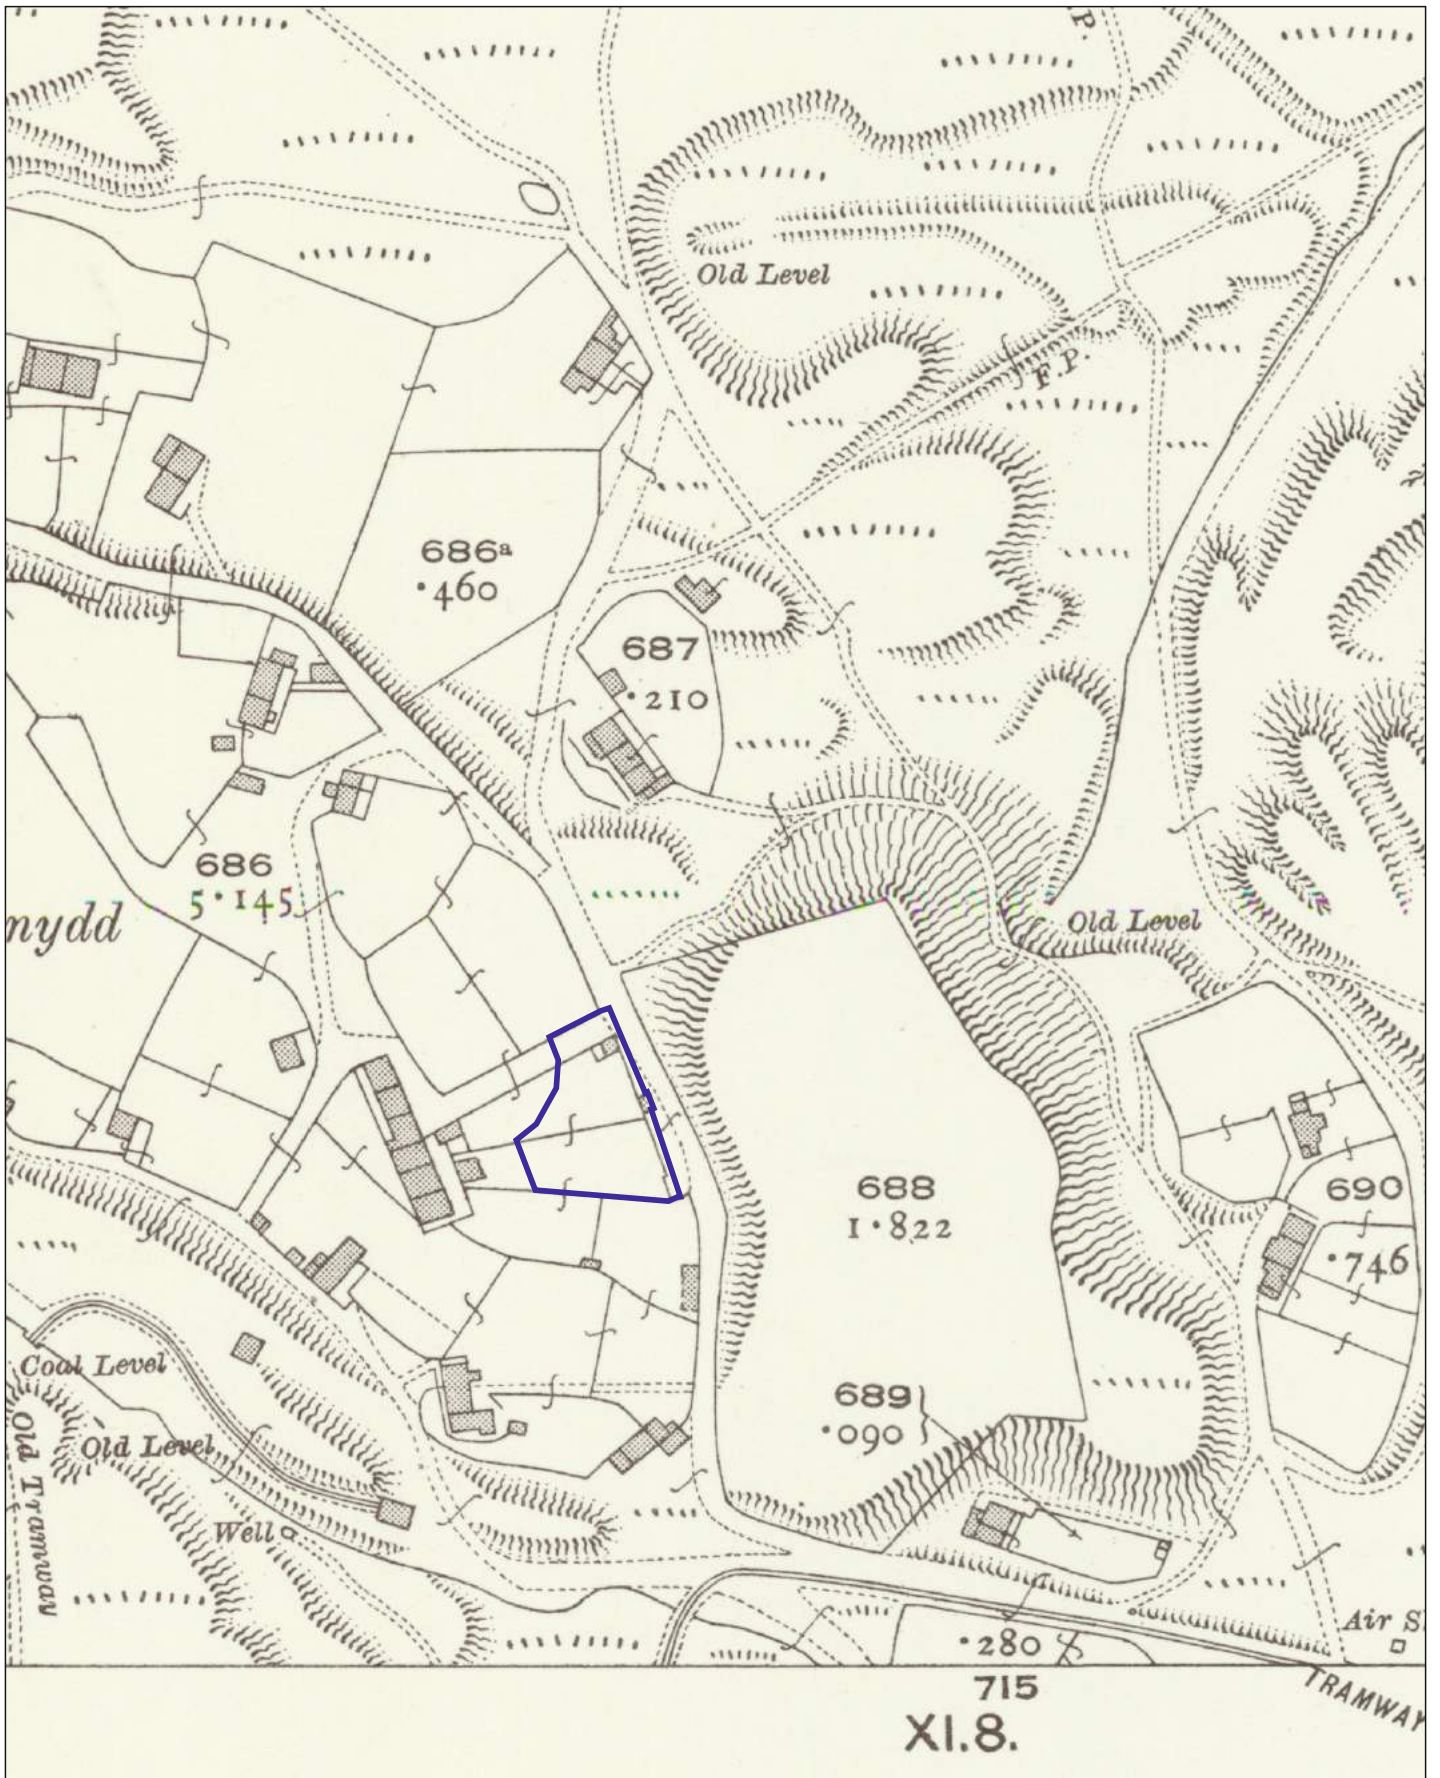 P.
Old Level
F.P.
686a
·460
687
·210
686
5·145
nydd
Old Level
688
1·822
690
·746
Coal Level
689
·090
Old Level
Old Tramway
Well
Air S
·280
715
TRAMWAY
XI.8.